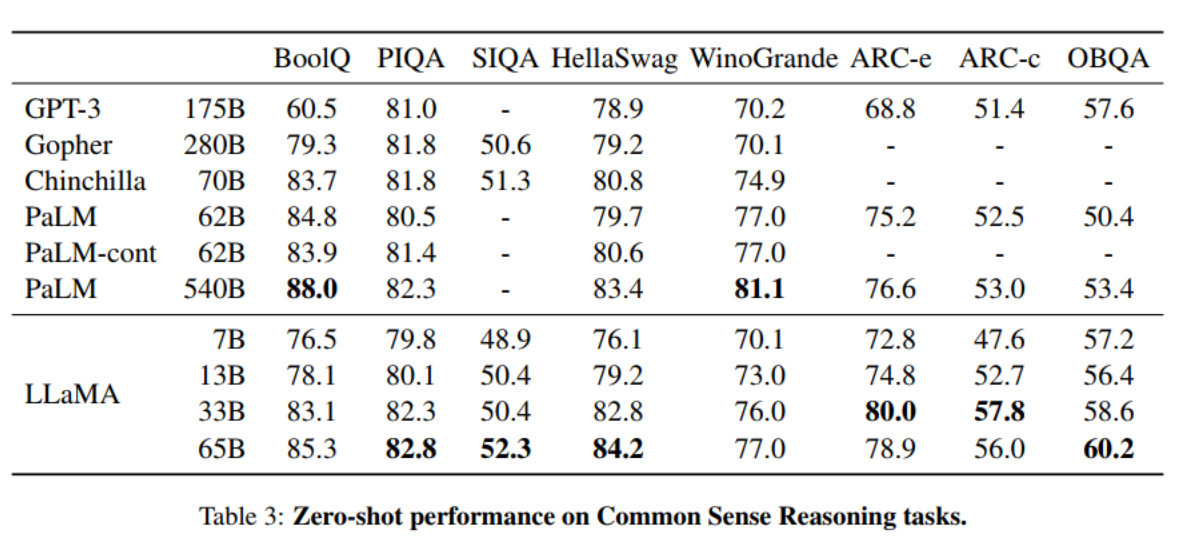 BoolQ PIQA SIQA HellaSwag WinoGrande ARC-e ARC-c OBQA
GPT-3 175B 60.5 81.0 - 78.9 70.2 68.8 51.4 57.6
Gopher 280B 79.3 81.8 50.6 79.2 70.1 - - -
Chinchilla 70B 83.7 81.8 51.3 80.8 74.9 - - -
PaLM 62B 84.8 80.5 - 79.7 77.0 75.2 52.5 50.4
PaLM-cont 62B 83.9 81.4 - 80.6 77.0 - - -
PaLM 540B 88.0 82.3 - 83.4 81.1 76.6 53.0 53.4
LLaMA
7B 76.5 79.8 48.9 76.1 70.1 72.8 47.6 57.2
13B 78.1 80.1 50.4 79.2 73.0 74.8 52.7 56.4
33B 83.1 82.3 50.4 82.8 76.0 80.0 57.8 58.6
65B 85.3 82.8 52.3 84.2 77.0 78.9 56.0 60.2
Table 3: Zero-shot performance on Common Sense Reasoning tasks.